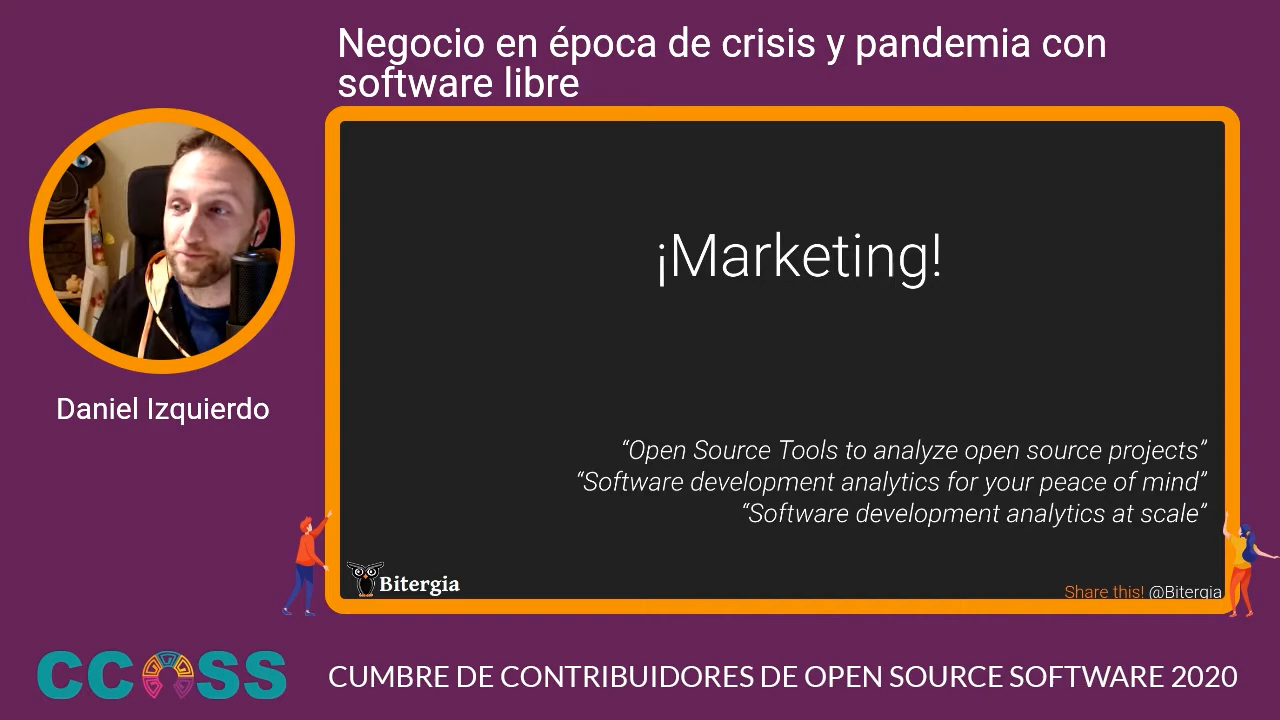 Negocio en época de crisis y pandemia con
software libre
Daniel Izquierdo
¡Marketing!
“Open Source Tools to analyze open source projects”
“Software development analytics for your peace of mind”
“Software development analytics at scale”
Bitergia
Share this! @Bitergia
CCOSS
CUMBRE DE CONTRIBUIDORES DE OPEN SOURCE SOFTWARE 2020